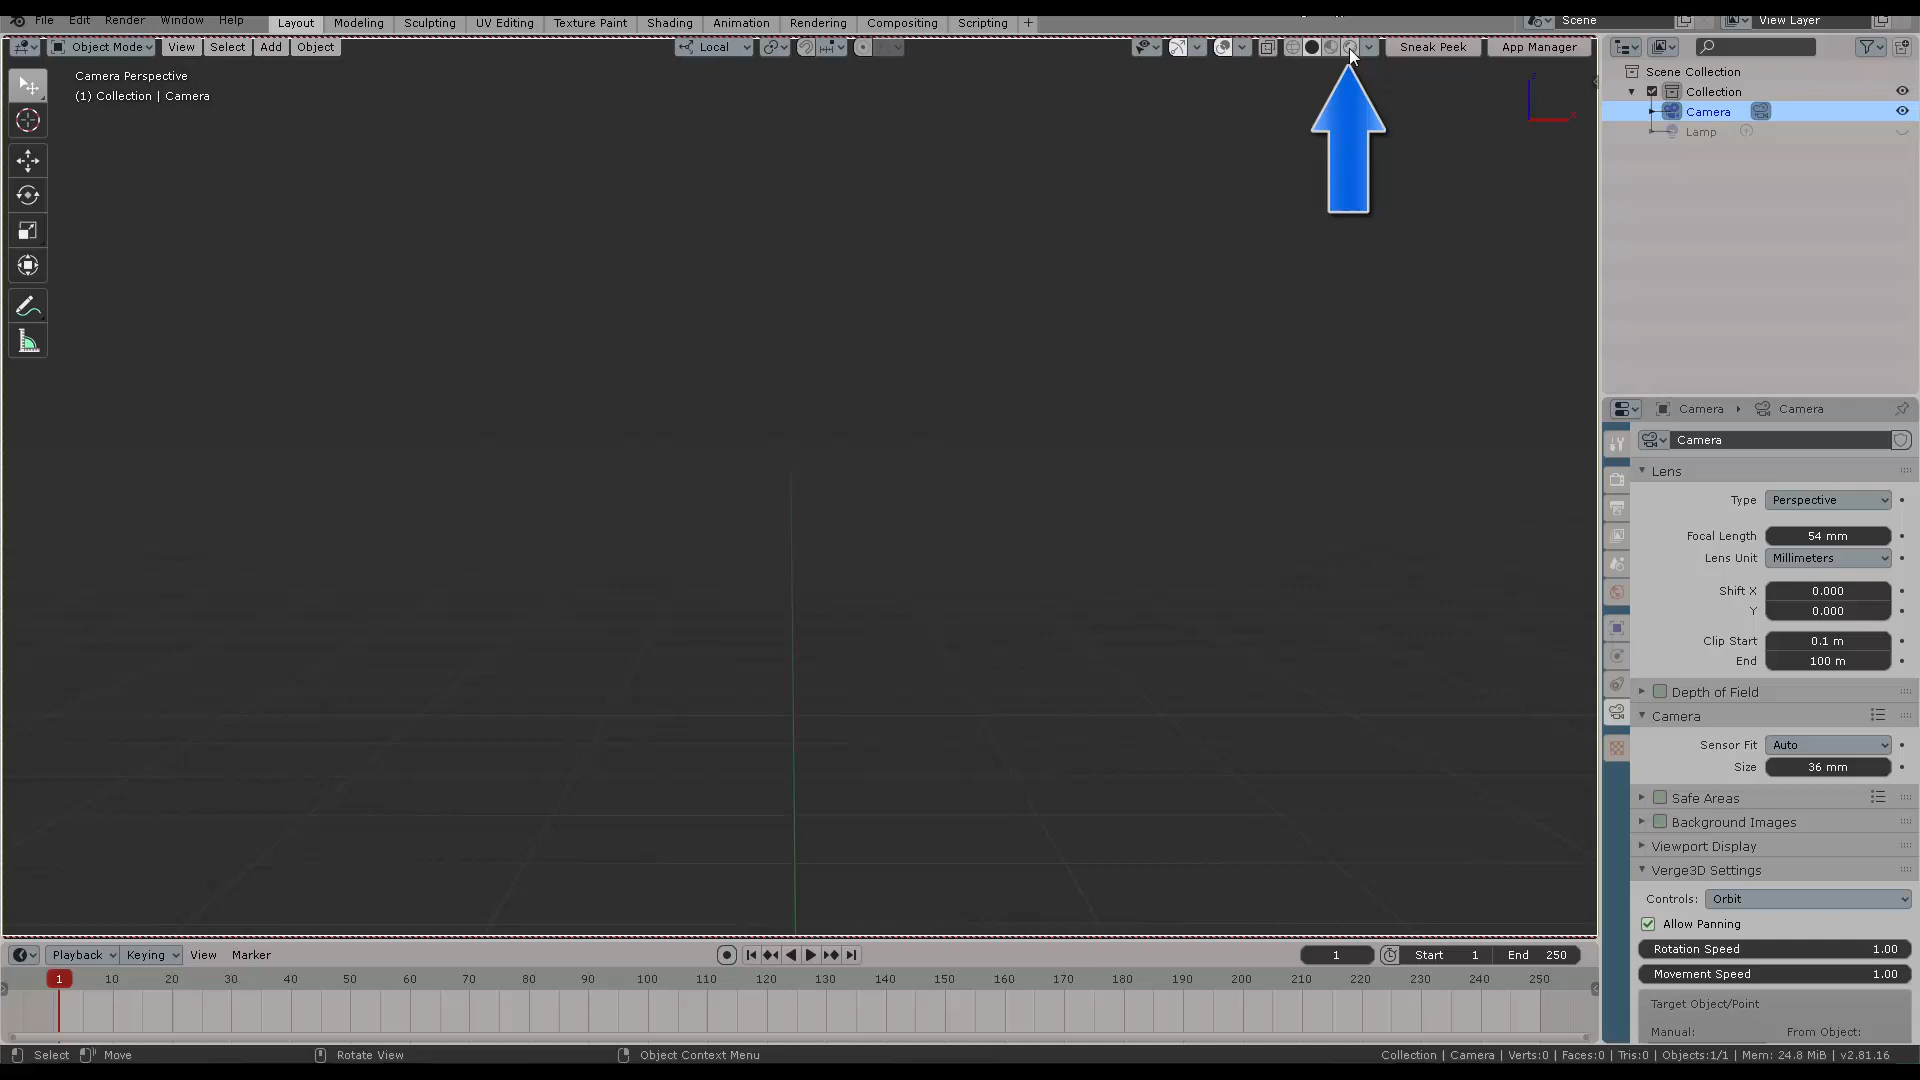 File Edit Render Window Help Layout Modeling Sculpting UV Editing Texture Paint Shading Animation Rendering Compositing Scripting + Scene View Layer
Object Mode View Select Add Object Local Sneak Peek App Manager
Camera Perspective
(1) Collection | Camera
Z
X
Scene Collection
Collection
Camera
Lamp
Camera Camera
Camera
Lens
Type Perspective
Focal Length 54 mm
Lens Unit Millimeters
Shift X 0.000
Y 0.000
Clip Start 0.1 m
End 100 m
Depth of Field
Camera
Sensor Fit Auto
Size 36 mm
Safe Areas
Background Images
Viewport Display
Verge3D Settings
Controls: Orbit
Allow Panning
Rotation Speed 1.00
Movement Speed 1.00
Target Object/Point
Manual: From Object:
Playback Keying View Marker 1 Start 1 End 250
1 10 20 30 40 50 60 70 80 90 100 110 120 130 140 150 160 170 180 190 200 210 220 230 240 250
Select Move Rotate View Object Context Menu Collection | Camera | Verts:0 | Faces:0 | Tris:0 | Objects:1/1 | Mem: 24.8 MiB | v2.81.16